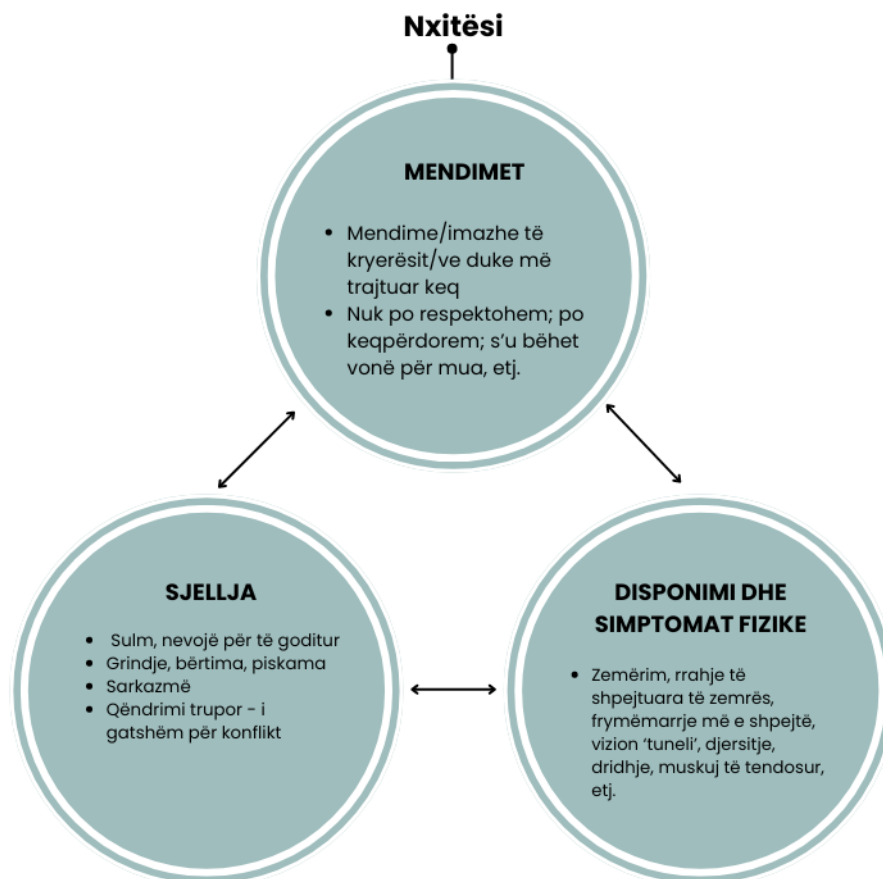 Nxitësi
MENDIMET
• Mendime/imazhe të
kryerësit/ve duke më
trajtuar keq
• Nuk po respektohem; po
keqpërdorem; s'u bëhet
vonë për mua, etj.
SJELLJA
• Sulm, nevojë për të goditur
• Grindje, bërtima, piskama
• Sarkazmë
• Qëndrimi trupor - i
gatshëm për konflikt
DISPONIMI DHE
SIMPTOMAT FIZIKE
• Zemërim, rrahje të
shpejtuara të zemrës,
frymëmarrje më e shpejtë,
vizion ‘tuneli’, djersitje,
dridhje, muskuj të tendosur,
etj.